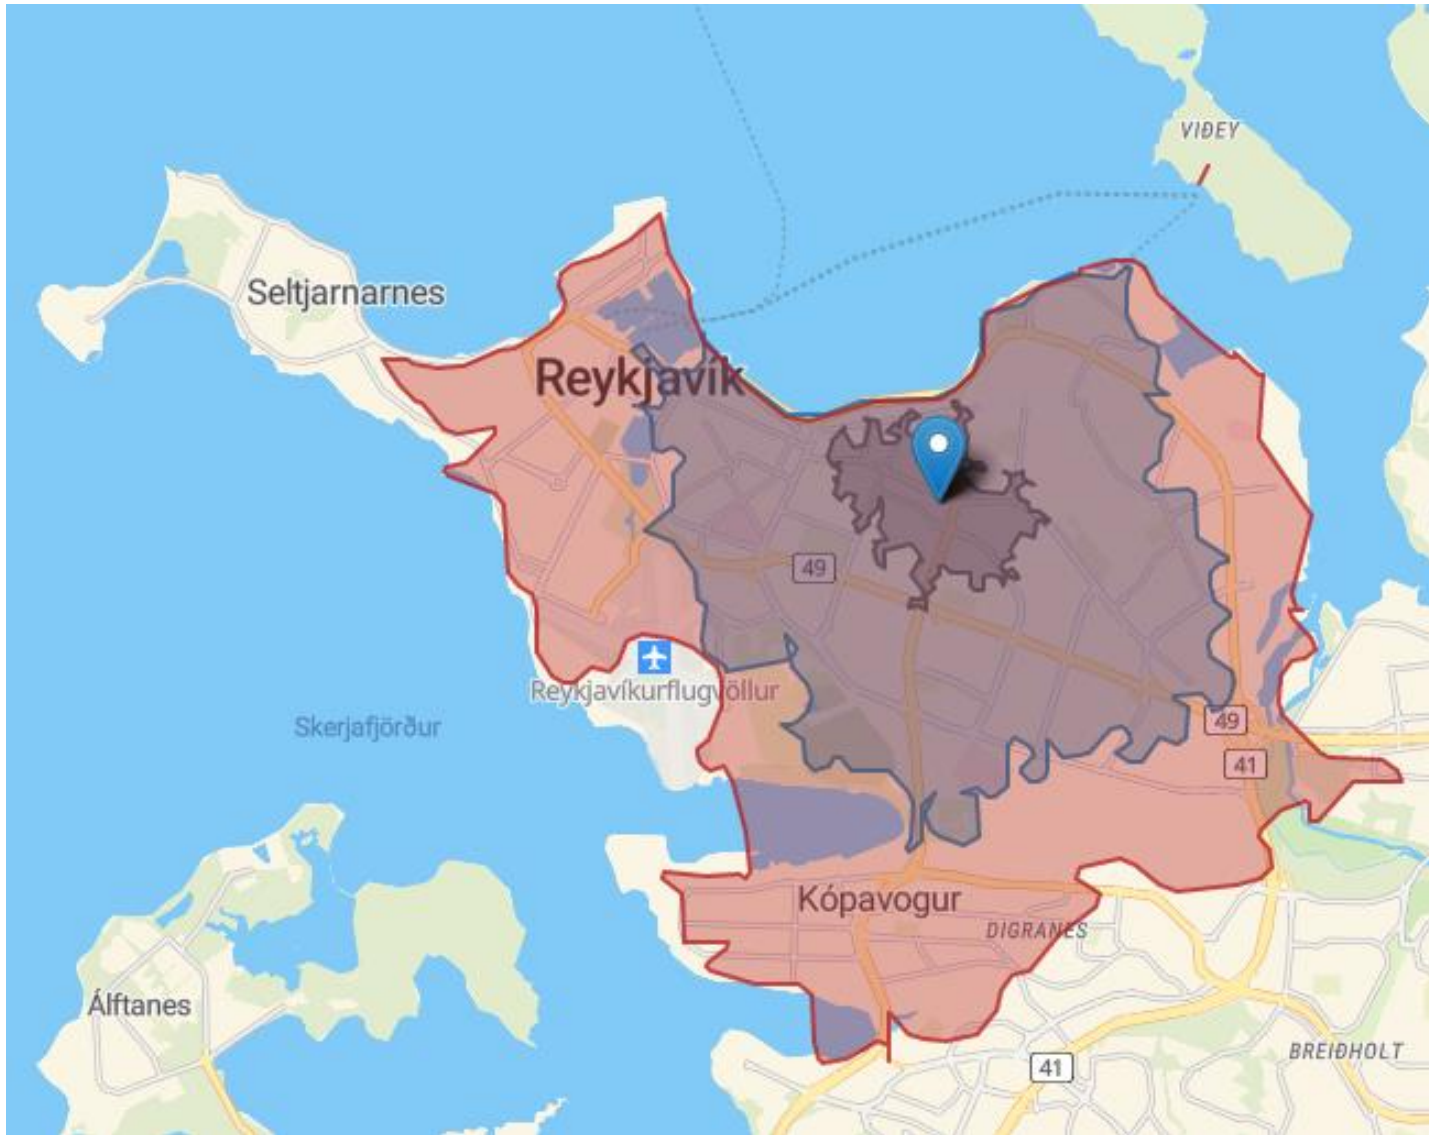 VIÐEY
Seltjarnarnes
Reykjavík
49
Reykjavíkurflugvöllur
Skerjafjörður
49
41
Kópavogur
DIGRANES
Álftanes
BREIÐHOLT
41